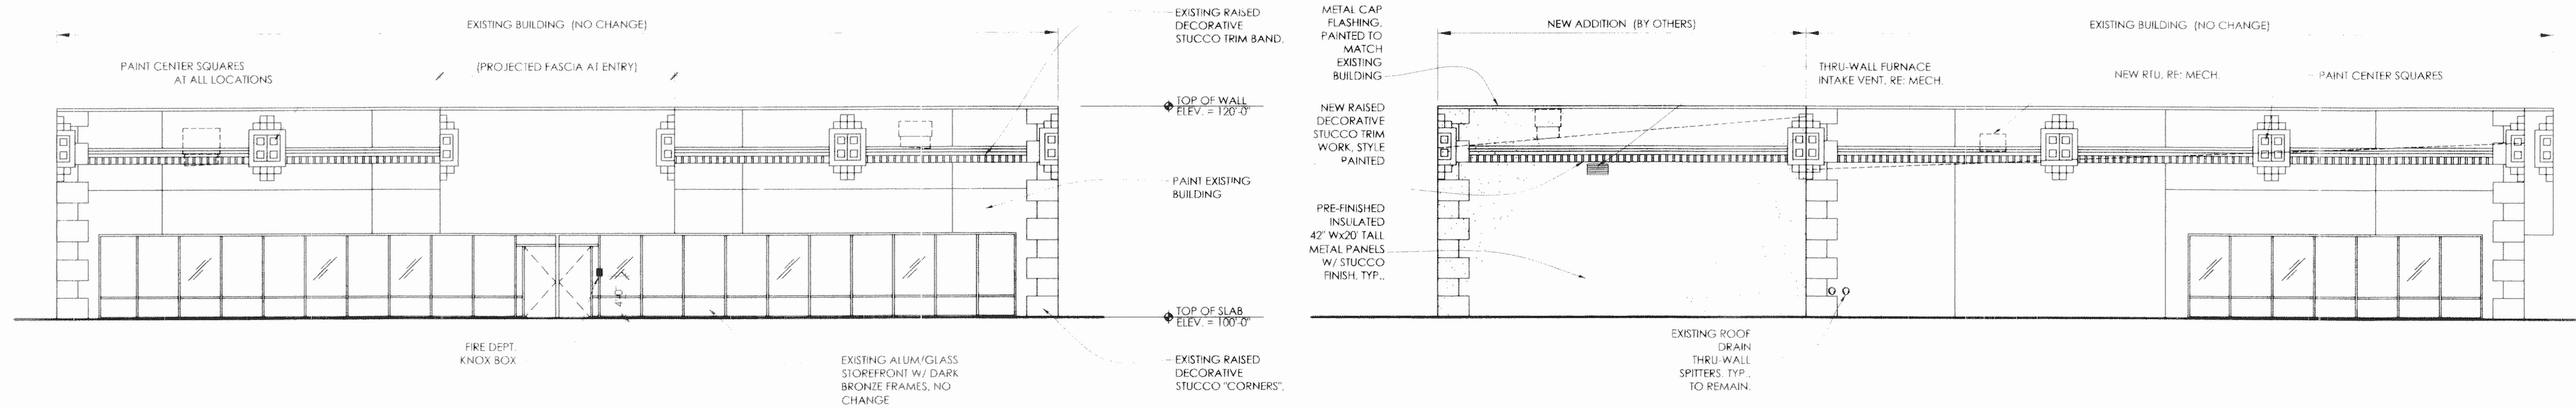 EXISTING BUILDING (NO CHANGE)
PAINT CENTER SQUARES
AT ALL LOCATIONS
(PROJECTED FASCIA AT ENTRY)
EXISTING RAISED
DECORATIVE
STUCCO TRIM BAND,
TOP OF WALL
ELEV. = 120'-0"
PAINT EXISTING
BUILDING
4'-0"
TOP OF SLAB
ELEV. = 100'-0"
FIRE DEPT.
KNOX BOX
EXISTING ALUM/GLASS
STOREFRONT W/ DARK
BRONZE FRAMES, NO
CHANGE
EXISTING RAISED
DECORATIVE
STUCCO "CORNERS",
METAL CAP
FLASHING,
PAINTED TO
MATCH
EXISTING
BUILDING
NEW RAISED
DECORATIVE
STUCCO TRIM
WORK, STYLE
PAINTED
PRE-FINISHED
INSULATED
42" Wx20' TALL
METAL PANELS
W/ STUCCO
FINISH, TYP.,
NEW ADDITION (BY OTHERS)
EXISTING BUILDING (NO CHANGE)
THRU-WALL FURNACE
INTAKE VENT, RE: MECH.
NEW RTU, RE: MECH.
PAINT CENTER SQUARES
EXISTING ROOF
DRAIN
THRU-WALL
SPITTERS, TYP.,
TO REMAIN.